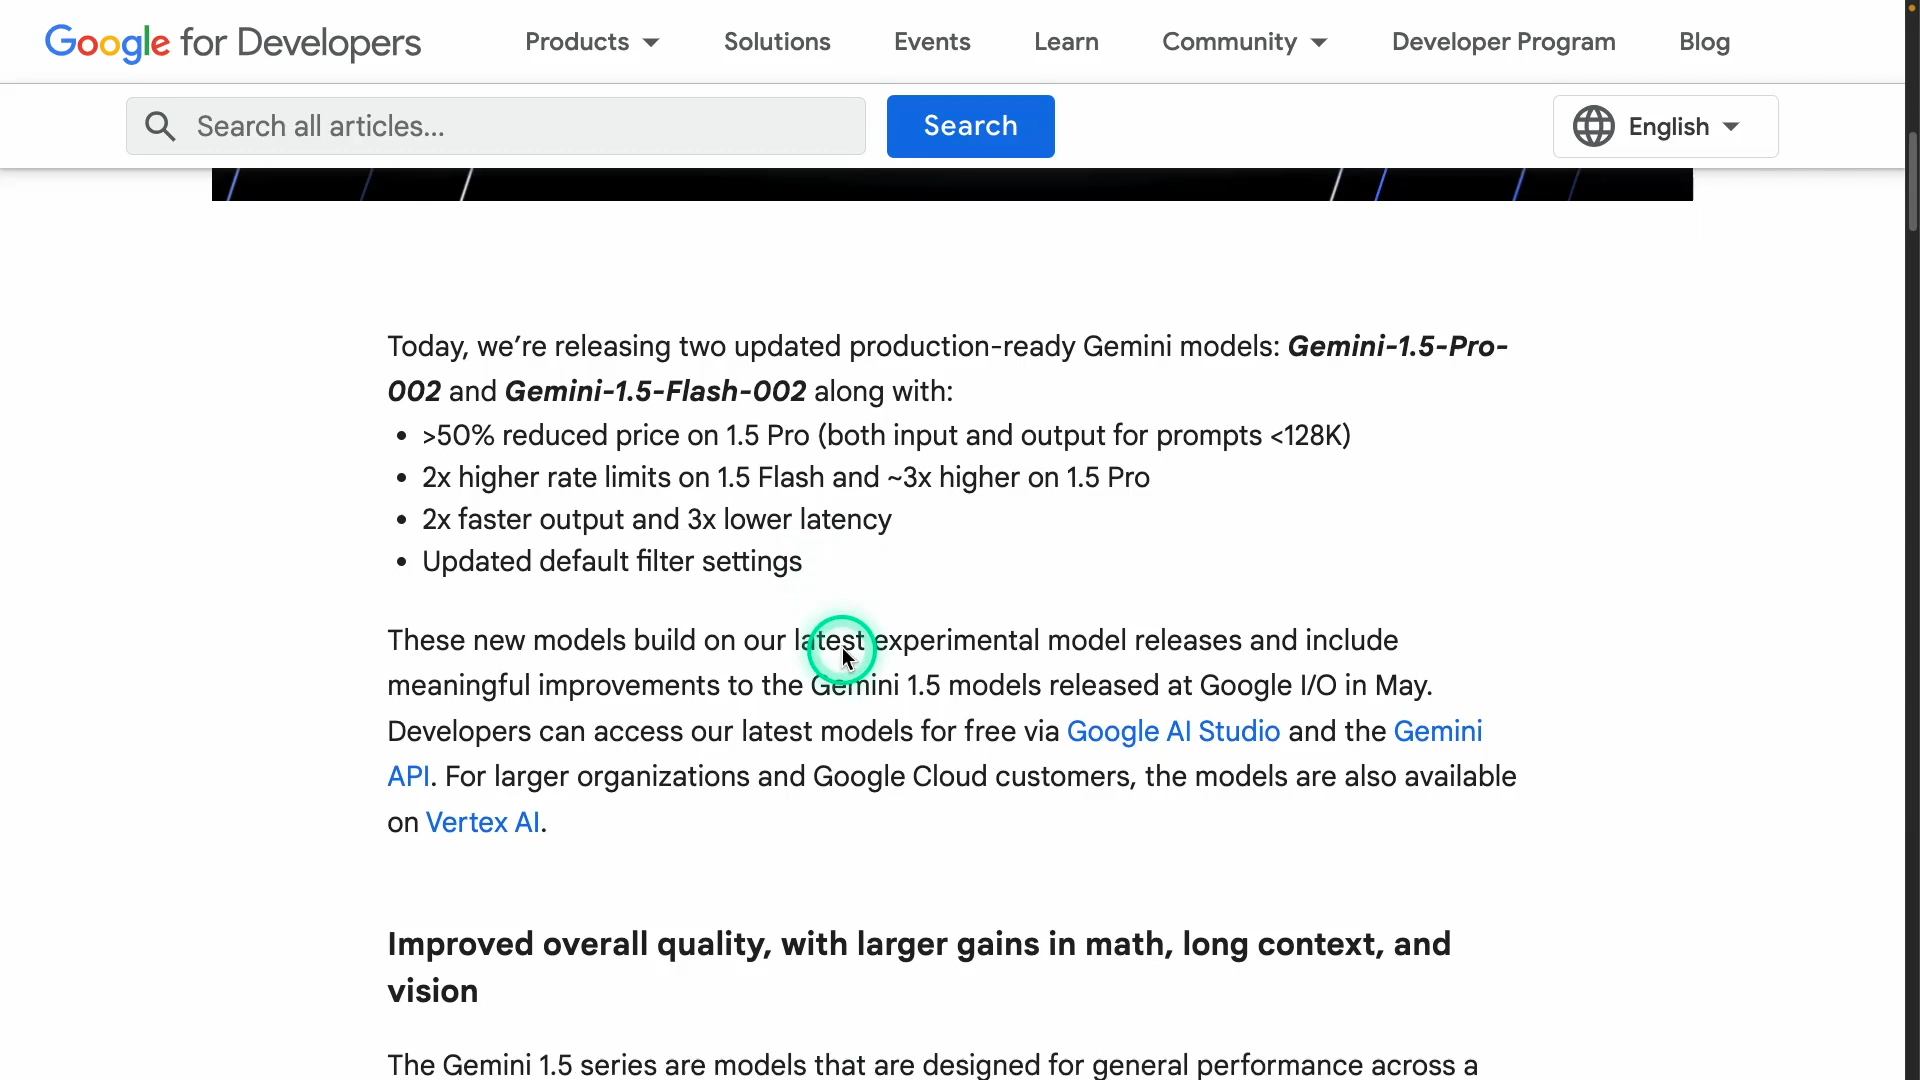 Google for Developers Products Solutions Events Learn Community Developer Program Blog
Search all articles... Search English
Today, we’re releasing two updated production-ready Gemini models: Gemini-1.5-Pro-
002 and Gemini-1.5-Flash-002 along with:
• >50% reduced price on 1.5 Pro (both input and output for prompts <128K)
• 2x higher rate limits on 1.5 Flash and ~3x higher on 1.5 Pro
• 2x faster output and 3x lower latency
• Updated default filter settings
These new models build on our latest experimental model releases and include
meaningful improvements to the Gemini 1.5 models released at Google I/O in May.
Developers can access our latest models for free via Google AI Studio and the Gemini
API. For larger organizations and Google Cloud customers, the models are also available
on Vertex AI.
Improved overall quality, with larger gains in math, long context, and
vision
The Gemini 1.5 series are models that are designed for general performance across a